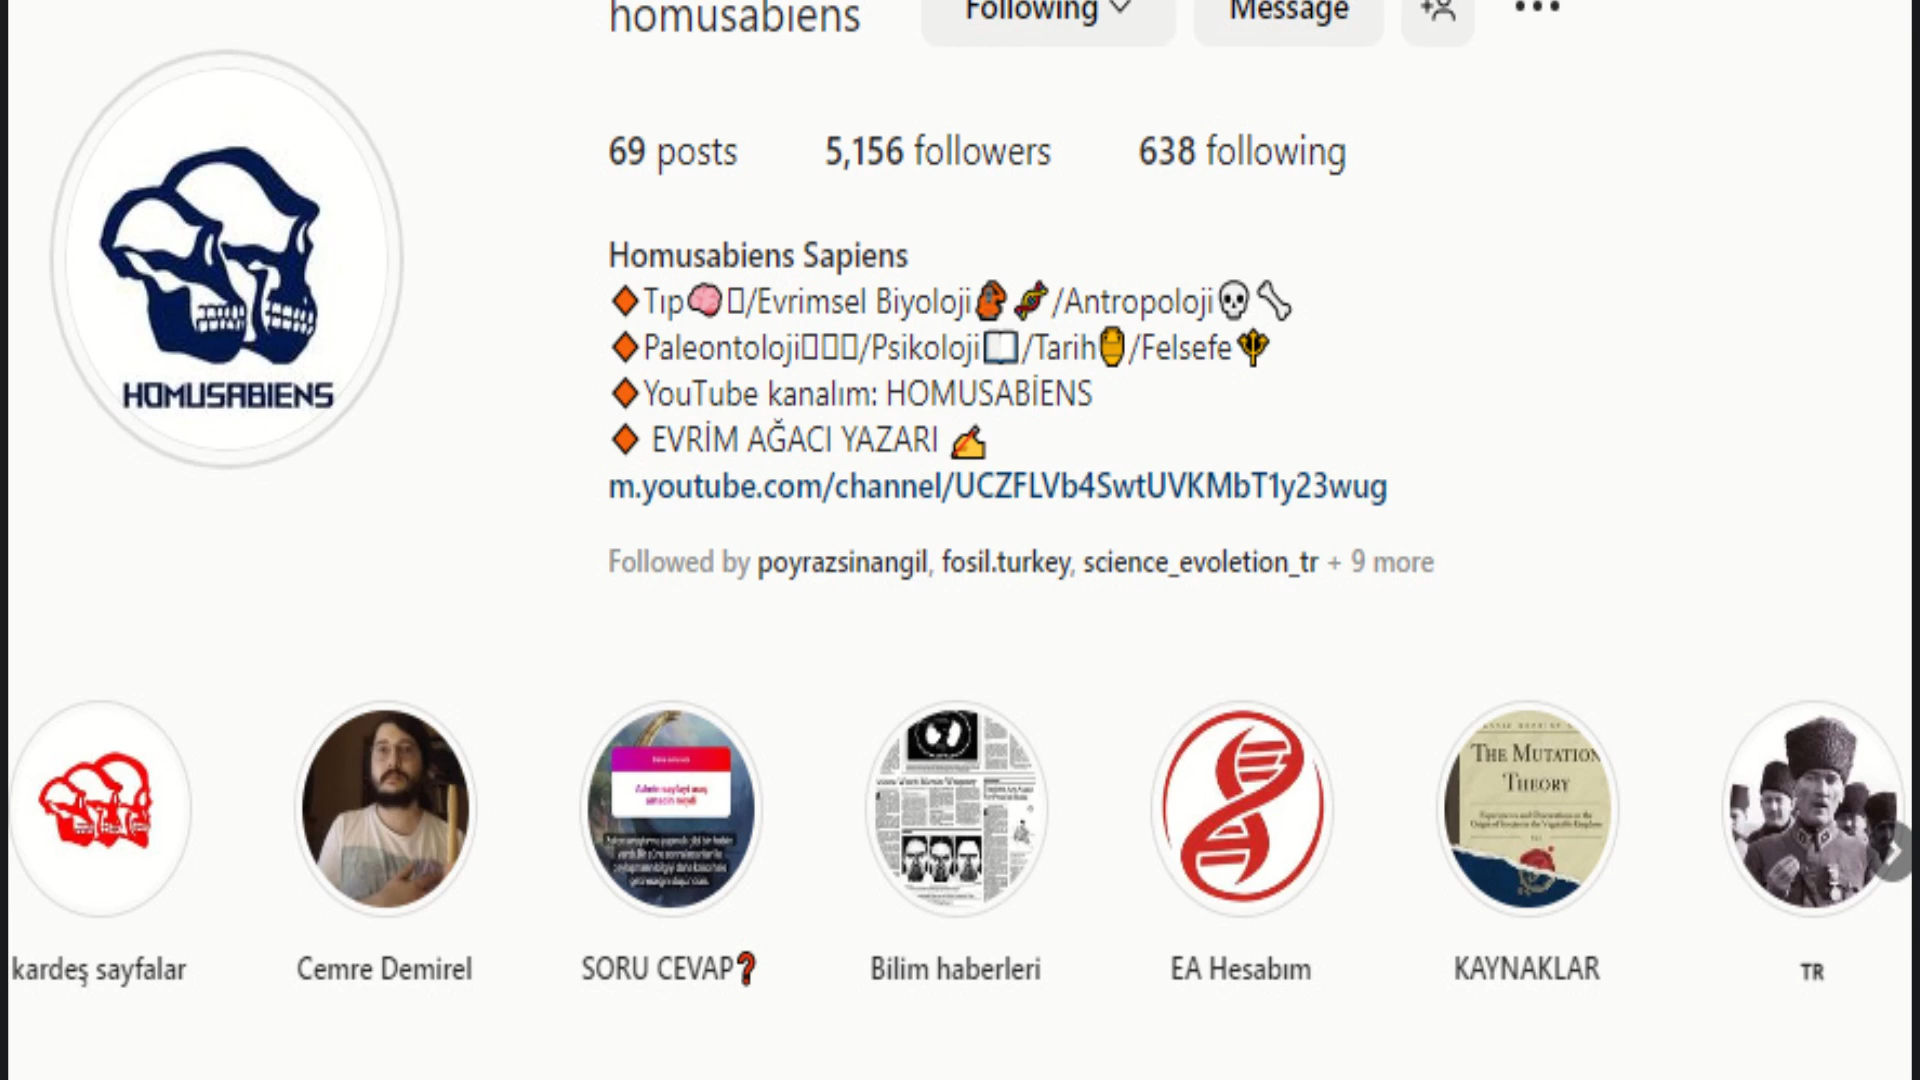 homusabiens Following Message
69 posts 5,156 followers 638 following
Homusabiens Sapiens
Tıp/Evrimsel Biyoloji/Antropoloji
Paleontoloji/Psikoloji/Tarih/Felsefe
YouTube kanalım: HOMUSABİENS
EVRİM AĞACI YAZARI
m.youtube.com/channel/UCZFLVb4SwtUVKMbT1y23wug
Followed by poyrazsinangil, fosil.turkey, science_evoletion_tr + 9 more
HOMUSABIENS
THE MUTATION
THEORY
kardeş sayfalar
Cemre Demirel
SORU CEVAP❓
Bilim haberleri
EA Hesabım
KAYNAKLAR
TR